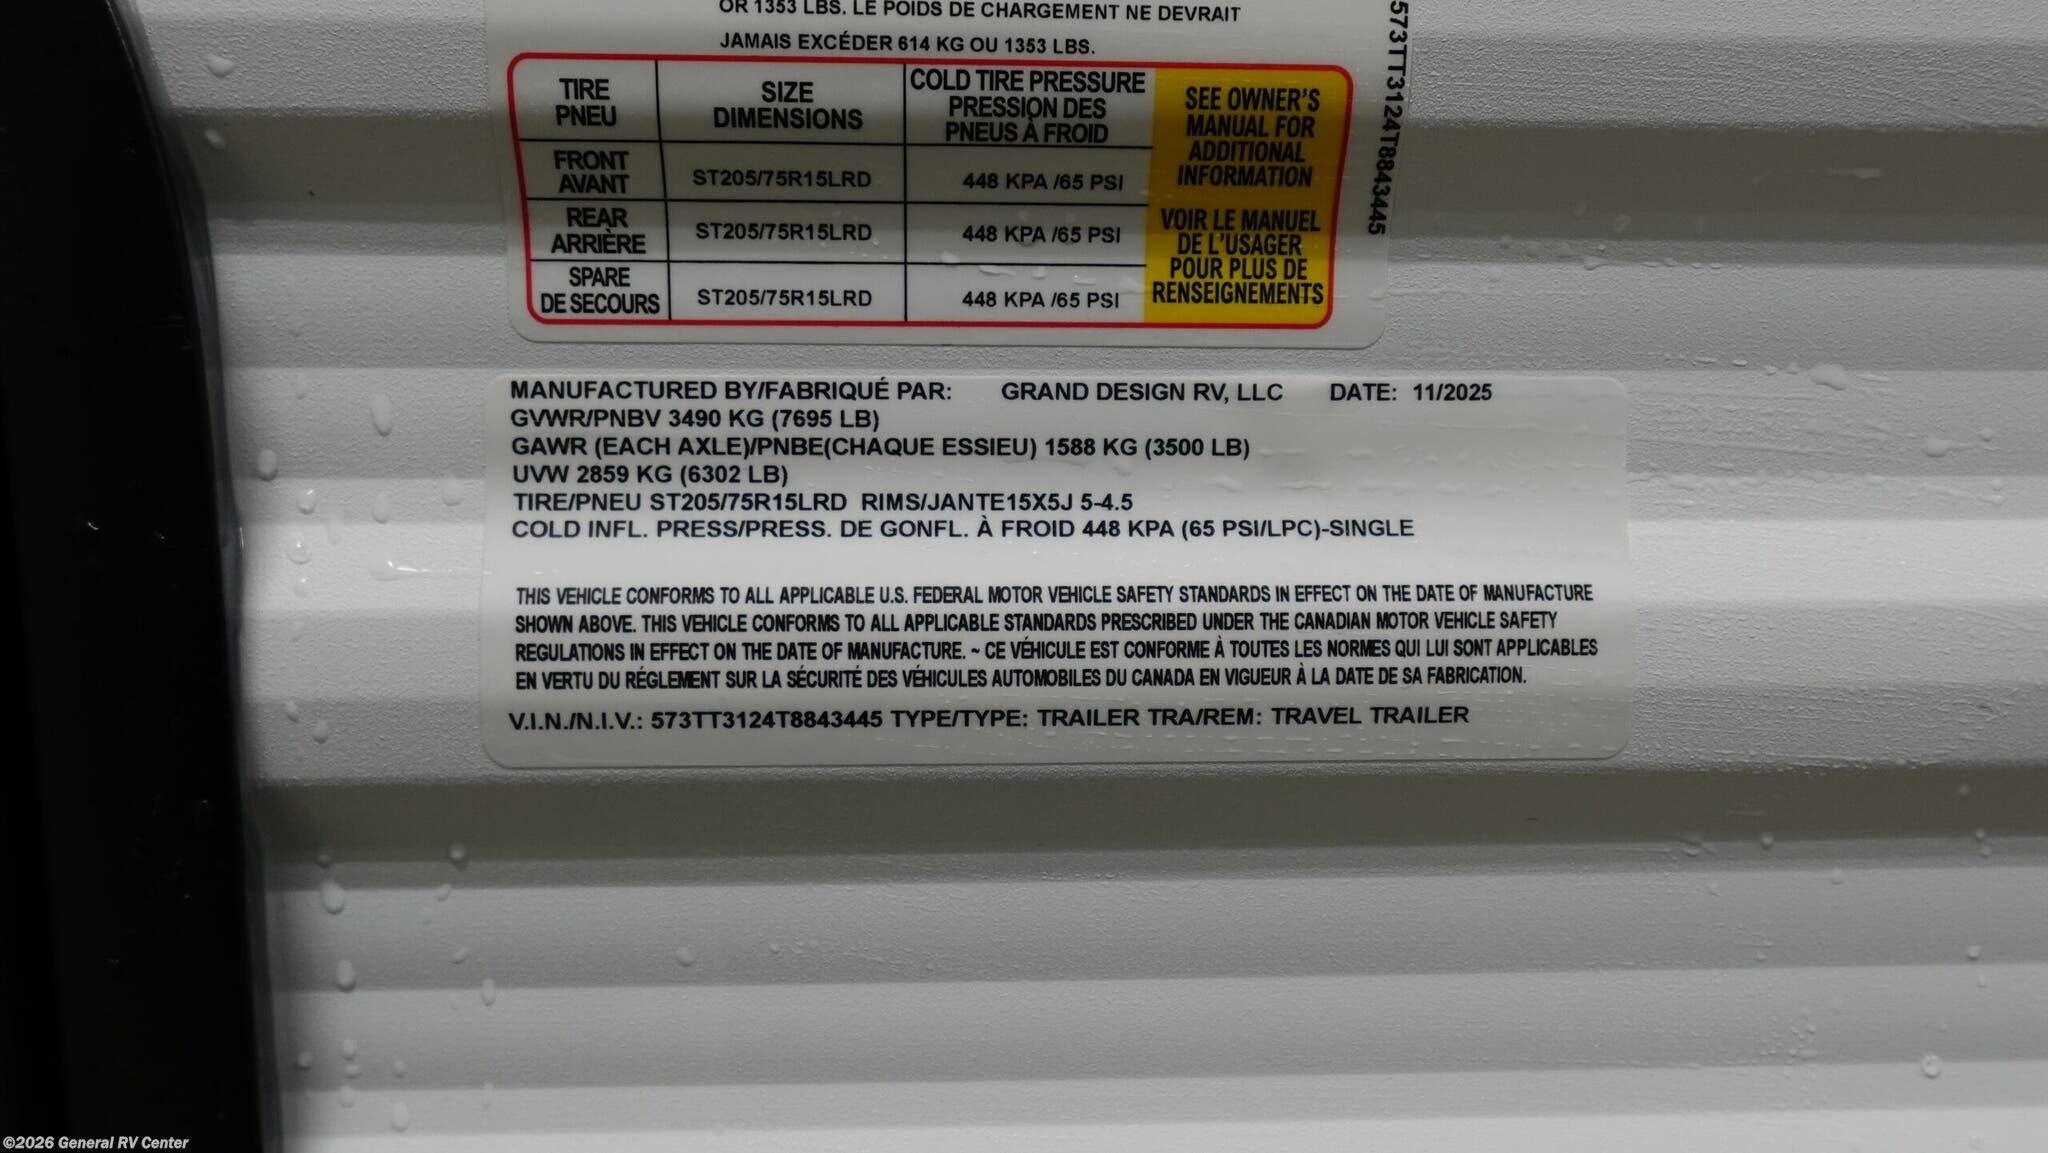 OR 1353 LBS. LE POIDS DE CHARGEMENT NE DEVRAIT
JAMAIS EXCÉDER 614 KG OU 1353 LBS.
TIRE
PNEU
SIZE
DIMENSIONS
COLD TIRE PRESSURE
PRESSION DES
PNEUS À FROID
FRONT
AVANT
ST205/75R15LRD
448 KPA /65 PSI
REAR
ARRIÈRE
ST205/75R15LRD
448 KPA /65 PSI
SPARE
DE SECOURS
ST205/75R15LRD
448 KPA /65 PSI
SEE OWNER'S
MANUAL FOR
ADDITIONAL
INFORMATION
VOIR LE MANUEL
DE L'USAGER
POUR PLUS DE
RENSEIGNEMENTS
573TT3124T8843445
MANUFACTURED BY/FABRIQUÉ PAR: GRAND DESIGN RV, LLC DATE: 11/2025
GVWR/PNBV 3490 KG (7695 LB)
GAWR (EACH AXLE)/PNBE(CHAQUE ESSIEU) 1588 KG (3500 LB)
UVW 2859 KG (6302 LB)
TIRE/PNEU ST205/75R15LRD RIMS/JANTE15X5J 5-4.5
COLD INFL. PRESS/PRESS. DE GONFL. À FROID 448 KPA (65 PSI/LPC)-SINGLE
THIS VEHICLE CONFORMS TO ALL APPLICABLE U.S. FEDERAL MOTOR VEHICLE SAFETY STANDARDS IN EFFECT ON THE DATE OF MANUFACTURE
SHOWN ABOVE. THIS VEHICLE CONFORMS TO ALL APPLICABLE STANDARDS PRESCRIBED UNDER THE CANADIAN MOTOR VEHICLE SAFETY
REGULATIONS IN EFFECT ON THE DATE OF MANUFACTURE. ~ CE VÉHICULE EST CONFORME À TOUTES LES NORMES QUI LUI SONT APPLICABLES
EN VERTU DU RÉGLEMENT SUR LA SÉCURITÉ DES VÉHICULES AUTOMOBILES DU CANADA EN VIGUEUR À LA DATE DE SA FABRICATION.
V.I.N./N.I.V.: 573TT3124T8843445 TYPE/TYPE: TRAILER TRA/REM: TRAVEL TRAILER
©2026 General RV Center